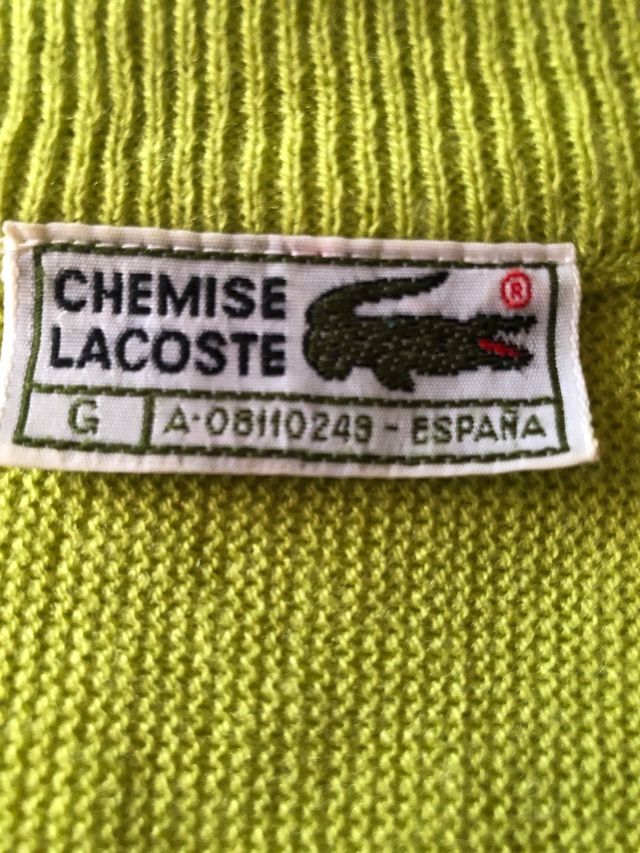 CHEMISE
LACOSTE
®
G
A-08110249 - ESPAÑA